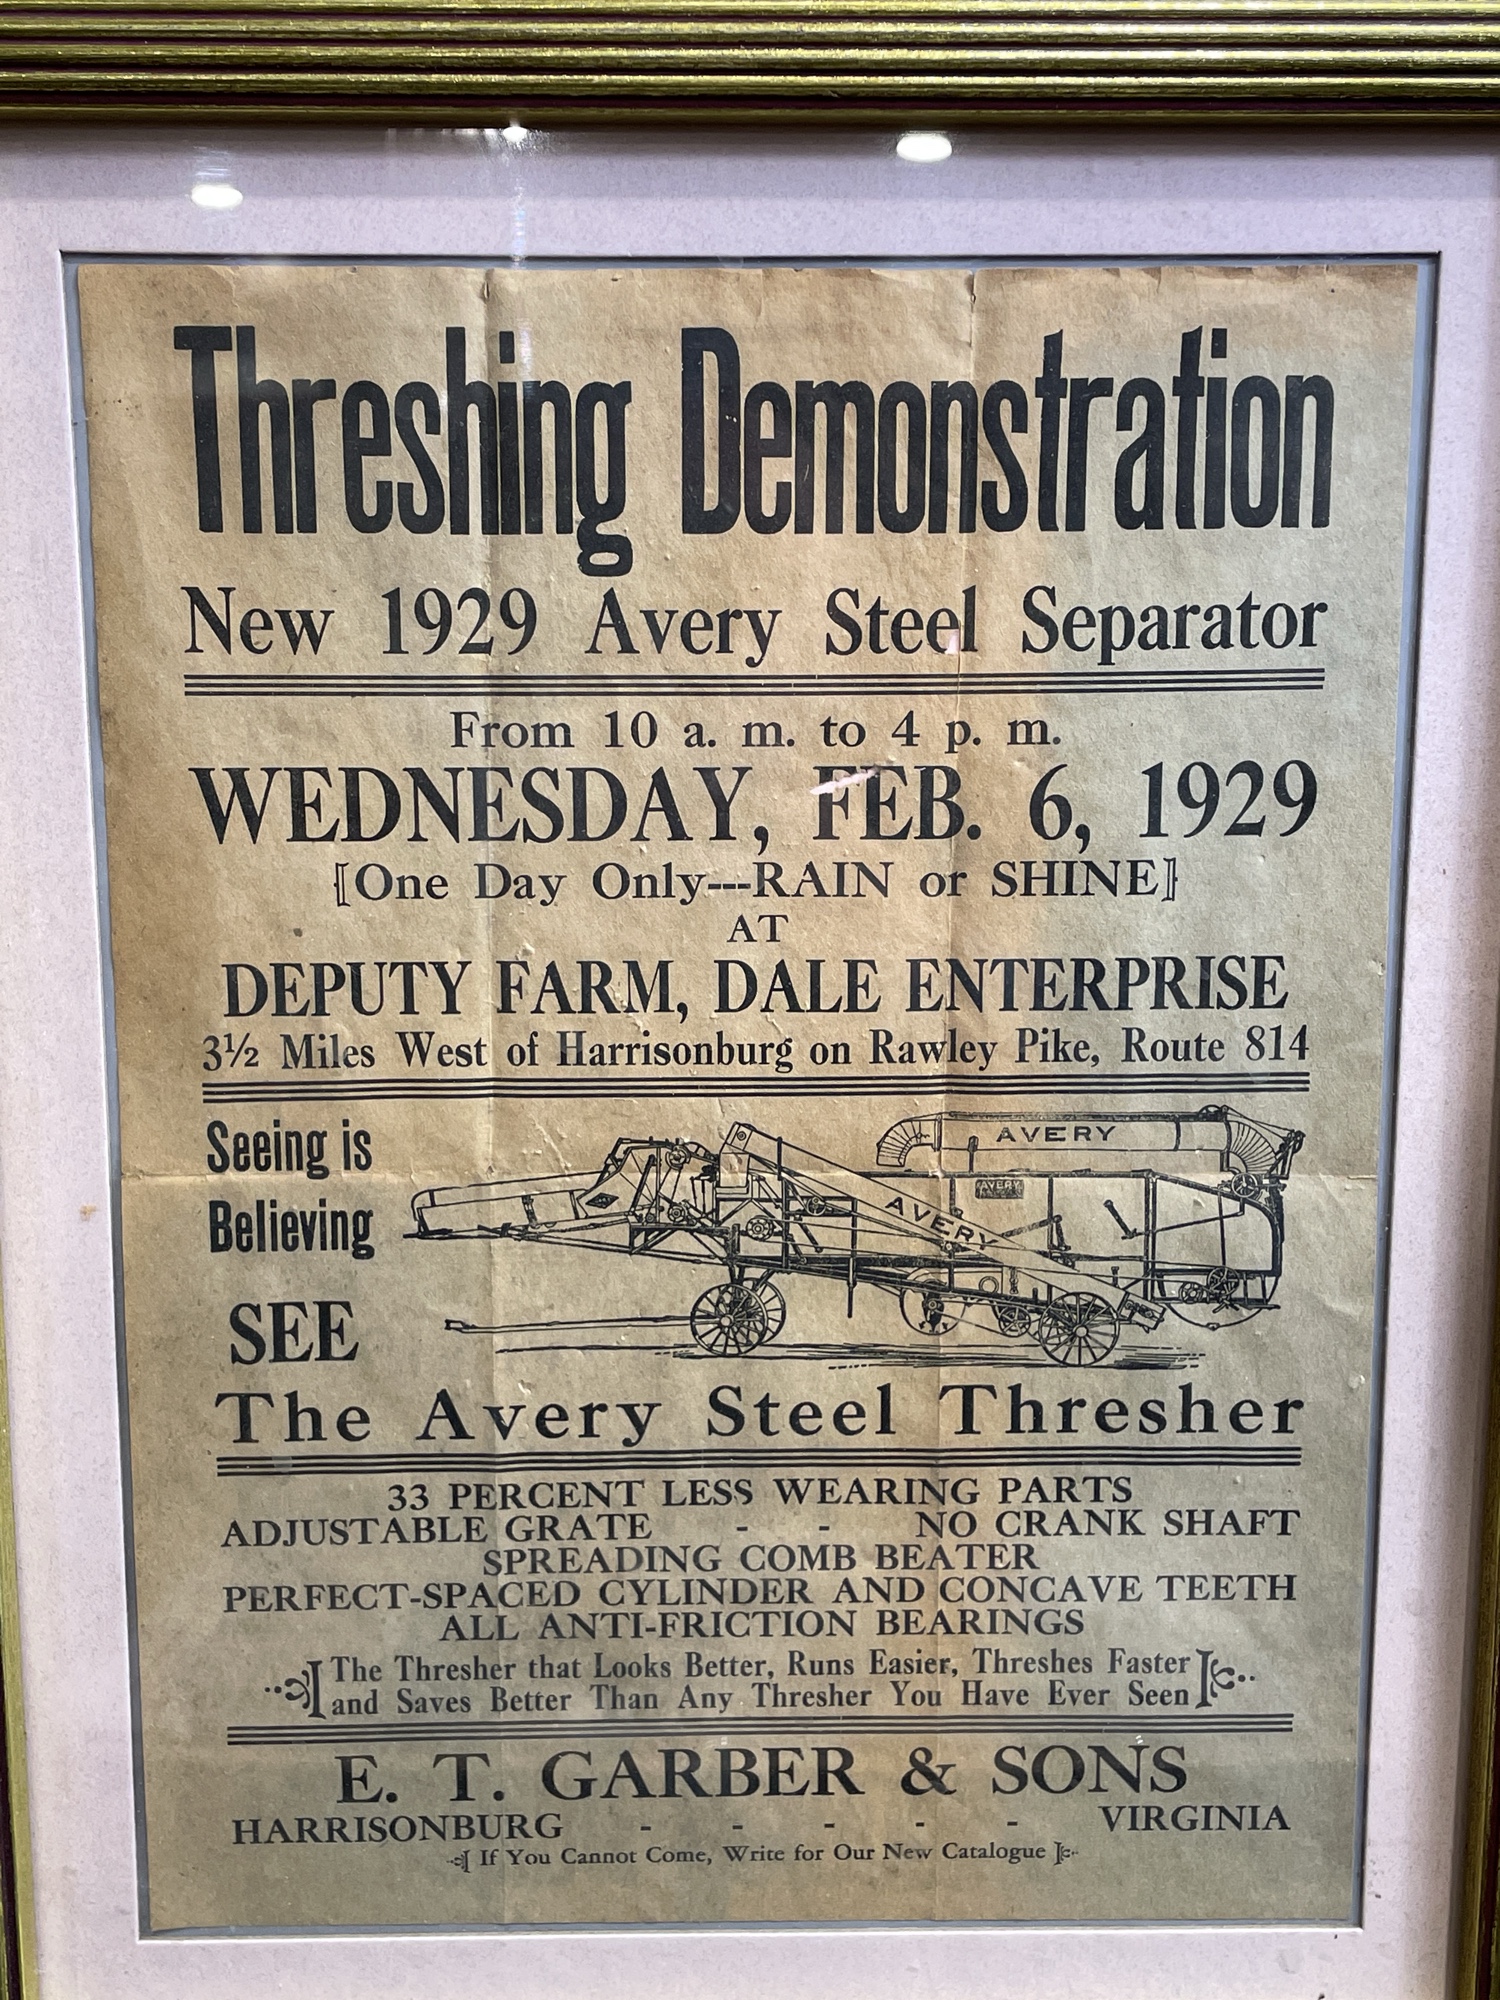 Threshing Demonstration
New 1929 Avery Steel Separator
From 10 a. m. to 4 p. m.
WEDNESDAY, FEB. 6, 1929
[One Day Only---RAIN or SHINE]
AT
DEPUTY FARM, DALE ENTERPRISE
3½ Miles West of Harrisonburg on Rawley Pike, Route 814
Seeing is
Believing
SEE
AVERY
AVERY
AVERY
The Avery Steel Thresher
33 PERCENT LESS WEARING PARTS
ADJUSTABLE GRATE - - NO CRANK SHAFT
SPREADING COMB BEATER
PERFECT-SPACED CYLINDER AND CONCAVE TEETH
ALL ANTI-FRICTION BEARINGS
The Thresher that Looks Better, Runs Easier, Threshes Faster
and Saves Better Than Any Thresher You Have Ever Seen
E. T. GARBER & SONS
HARRISONBURG - - - - - VIRGINIA
[ If You Cannot Come, Write for Our New Catalogue ]